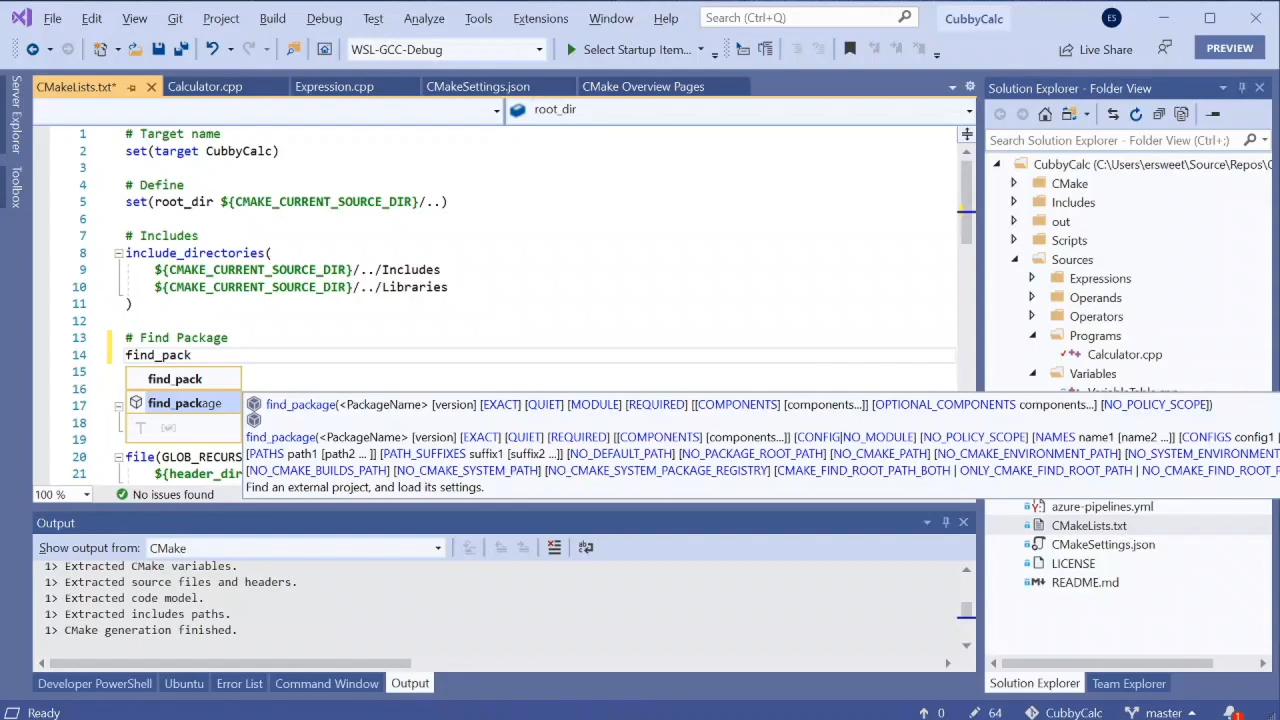 File Edit View Git Project Build Debug Test Analyze Tools Extensions Window Help Search (Ctrl+Q) CubbyCalc ES
WSL-GCC-Debug Select Startup Item... Live Share PREVIEW
Server Explorer
Toolbox
CMakeLists.txt* Calculator.cpp Expression.cpp CMakeSettings.json CMake Overview Pages
root_dir
1 # Target name
2 set(target CubbyCalc)
3
4 # Define
5 set(root_dir ${CMAKE_CURRENT_SOURCE_DIR}/..)
6
7 # Includes
8 include_directories(
9 ${CMAKE_CURRENT_SOURCE_DIR}/../Includes
10 ${CMAKE_CURRENT_SOURCE_DIR}/../Libraries
11 )
12
13 # Find Package
14 find_pack
15
16
17
18
19
20 file(GLOB_RECURS
21 ${header_dir
find_pack
find_package
find_package(<PackageName> [version] [EXACT] [QUIET] [MODULE] [REQUIRED] [[COMPONENTS] [components...]] [OPTIONAL_COMPONENTS components...] [NO_POLICY_SCOPE])
find_package(<PackageName> [version] [EXACT] [QUIET] [REQUIRED] [[COMPONENTS] [components...]] [CONFIG|NO_MODULE] [NO_POLICY_SCOPE] [NAMES name1 [name2 ...]] [CONFIGS config1
[PATHS path1 [path2 ... ]] [PATH_SUFFIXES suffix1 [suffix2 ...]] [NO_DEFAULT_PATH] [NO_PACKAGE_ROOT_PATH] [NO_CMAKE_PATH] [NO_CMAKE_ENVIRONMENT_PATH] [NO_SYSTEM_ENVIRONMEN
[NO_CMAKE_BUILDS_PATH] [NO_CMAKE_SYSTEM_PATH] [NO_CMAKE_SYSTEM_PACKAGE_REGISTRY] [CMAKE_FIND_ROOT_PATH_BOTH | ONLY_CMAKE_FIND_ROOT_PATH | NO_CMAKE_FIND_ROOT_P
Find an external project, and load its settings.
100 % No issues found
Output
Show output from: CMake
1> Extracted CMake variables.
1> Extracted source files and headers.
1> Extracted code model.
1> Extracted includes paths.
1> CMake generation finished.
Developer PowerShell Ubuntu Error List Command Window Output
Solution Explorer - Folder View
Search Solution Explorer - Folder View (Ctrl+;)
CubbyCalc (C:\Users\ersweet\Source\Repos\C
CMake
Includes
out
Scripts
Sources
Expressions
Operands
Operators
Programs
Calculator.cpp
Variables
azure-pipelines.yml
CMakeLists.txt
CMakeSettings.json
LICENSE
README.md
Solution Explorer Team Explorer
Ready 0 64 CubbyCalc master 1